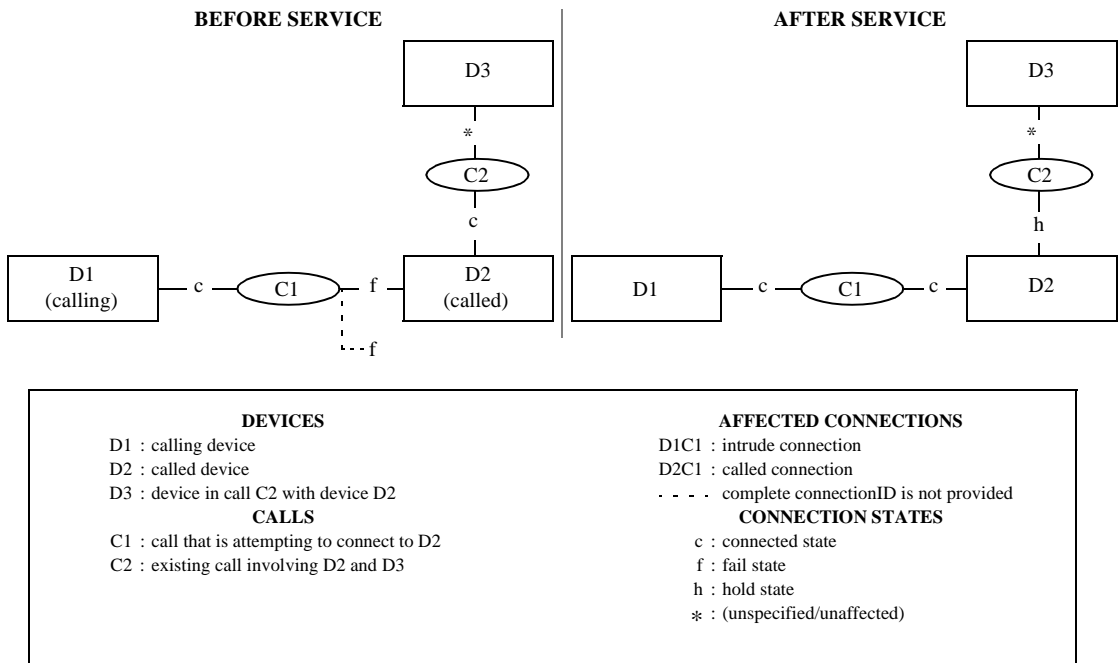 BEFORE SERVICE
AFTER SERVICE
D3
*
C2
c
D1
(calling)
c
C1
f
D2
(called)
f
D3
*
C2
h
D1
c
C1
c
D2
DEVICES
D1 : calling device
D2 : called device
D3 : device in call C2 with device D2
CALLS
C1 : call that is attempting to connect to D2
C2 : existing call involving D2 and D3
AFFECTED CONNECTIONS
D1C1 : intrude connection
D2C1 : called connection
- - - - complete connectionID is not provided
CONNECTION STATES
c : connected state
f : fail state
h : hold state
* : (unspecified/unaffected)